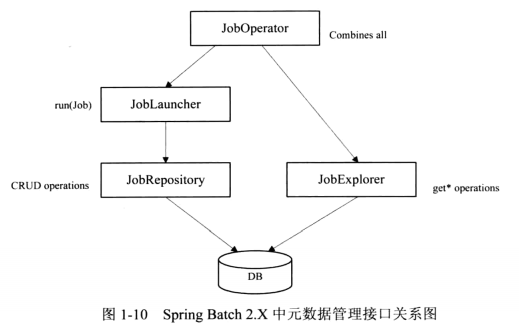 JobOperator
Combines all
run(Job)
JobLauncher
CRUD operations
JobRepository
JobExplorer
get* operations
DB
图 1-10 Spring Batch 2.X 中元数据管理接口关系图